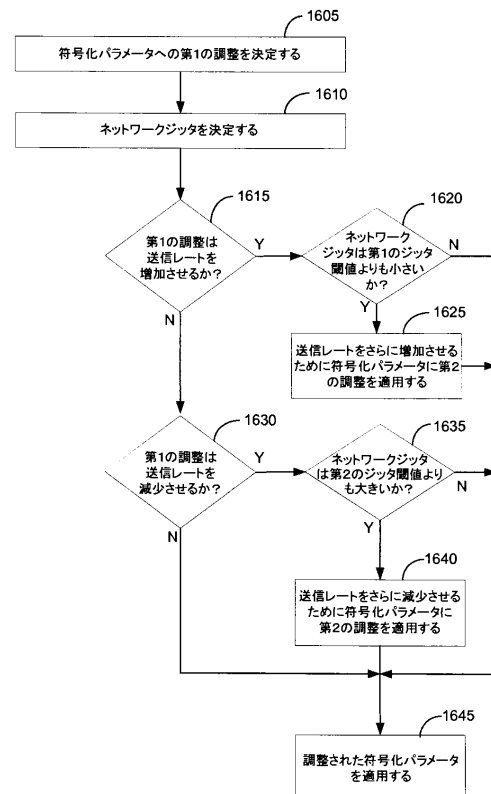 1605
符号化パラメータへの第1の調整を決定する
1610
ネットワークジッタを決定する
1615
第1の調整は
送信レートを
増加させるか?
Y
N
1620
ネットワーク
ジッタは第1のジッタ
閾値よりも小さい
か?
N
Y
1625
送信レートをさらに増加させる
ために符号化パラメータに第2
の調整を適用する
1630
第1の調整は
送信レートを
減少させるか?
Y
N
1635
ネットワークジッタ
は第2のジッタ閾値より
も大きいか?
N
Y
1640
送信レートをさらに減少させる
ために符号化パラメータに
第2の調整を適用する
1645
調整された符号化パラメータ
を適用する